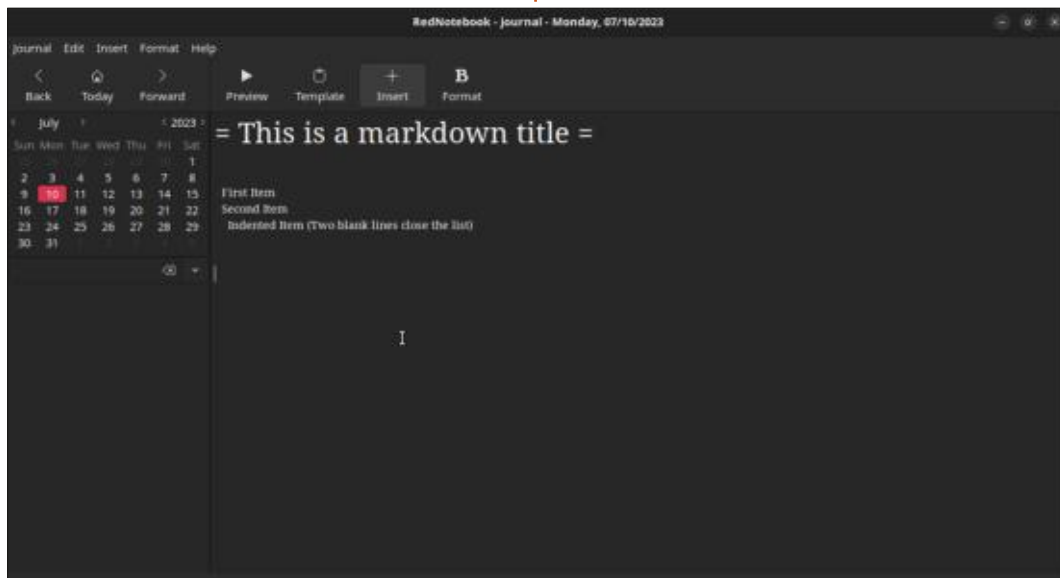 RedNotebook - journal - Monday, 07/10/2023
Journal Edit Insert Format Help
Back Today Forward Preview Template Insert Format
July 2023
Sun Mon Tue Wed Thu Fri Sat
1
2 3 4 5 6 7 8
9 10 11 12 13 14 15
16 17 18 19 20 21 22
23 24 25 26 27 28 29
30 31
= This is a markdown title =
First Item
Second Item
Indented Item (Two blank lines close the list)